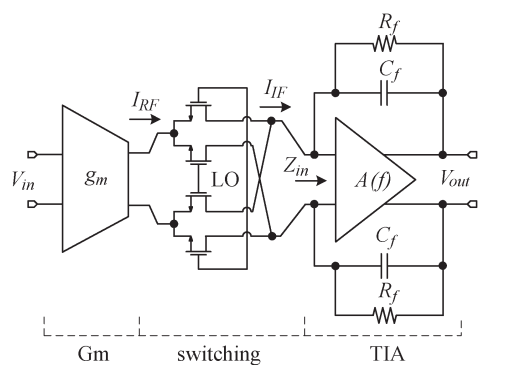 R_f
C_f
I_RF
I_IF
V_in
g_m
LO
Z_in
A(f)
V_out
C_f
R_f
Gm
switching
TIA